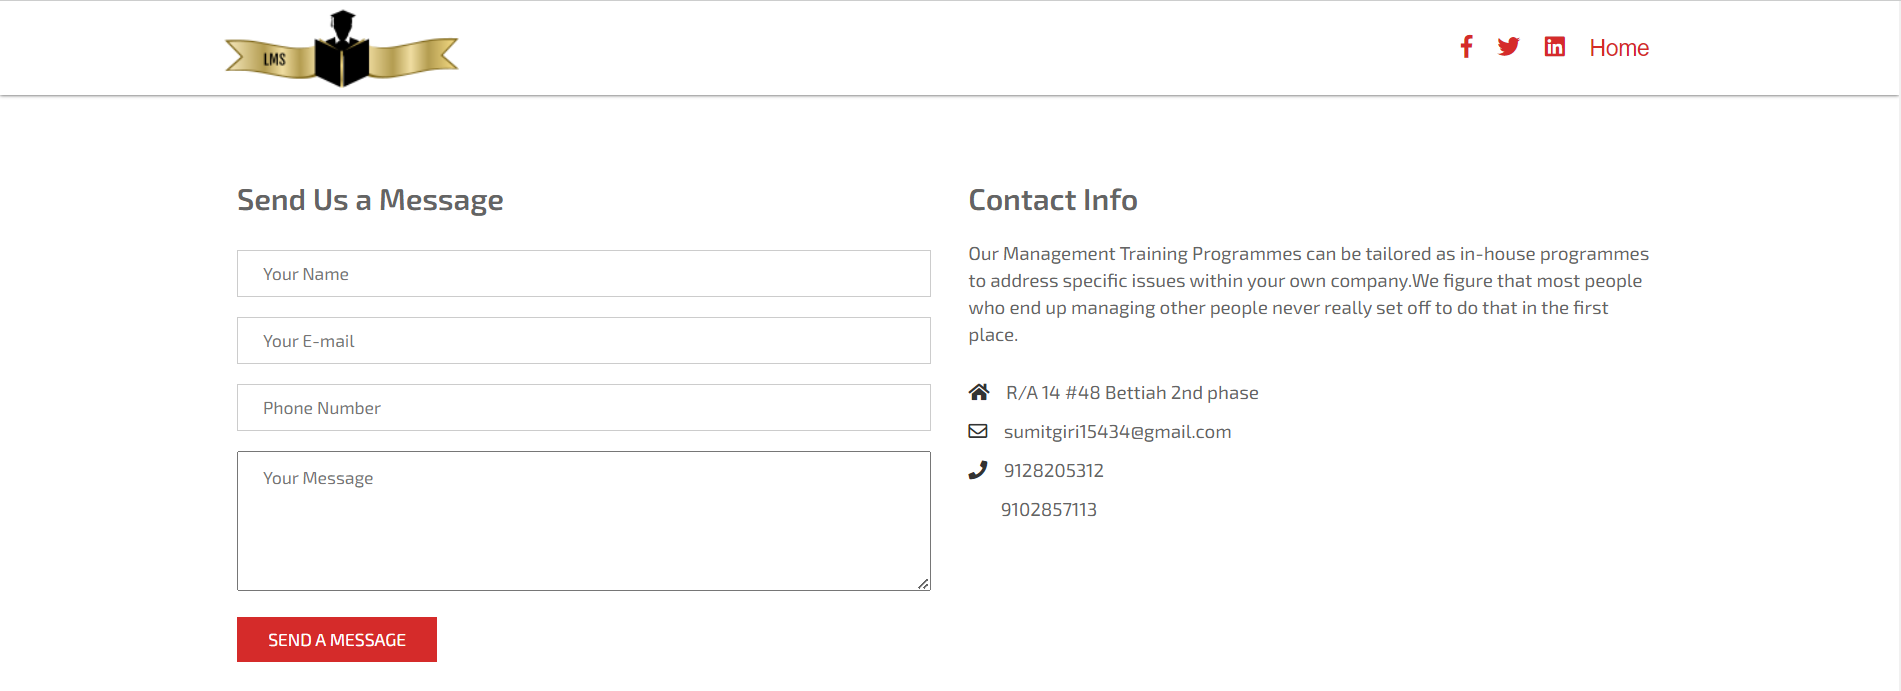 LMS
Home
Send Us a Message
Your Name
Your E-mail
Phone Number
Your Message
SEND A MESSAGE
Contact Info
Our Management Training Programmes can be tailored as in-house programmes
to address specific issues within your own company.We figure that most people
who end up managing other people never really set off to do that in the first
place.
R/A 14 #48 Bettiah 2nd phase
sumitgiri15434@gmail.com
9128205312
9102857113